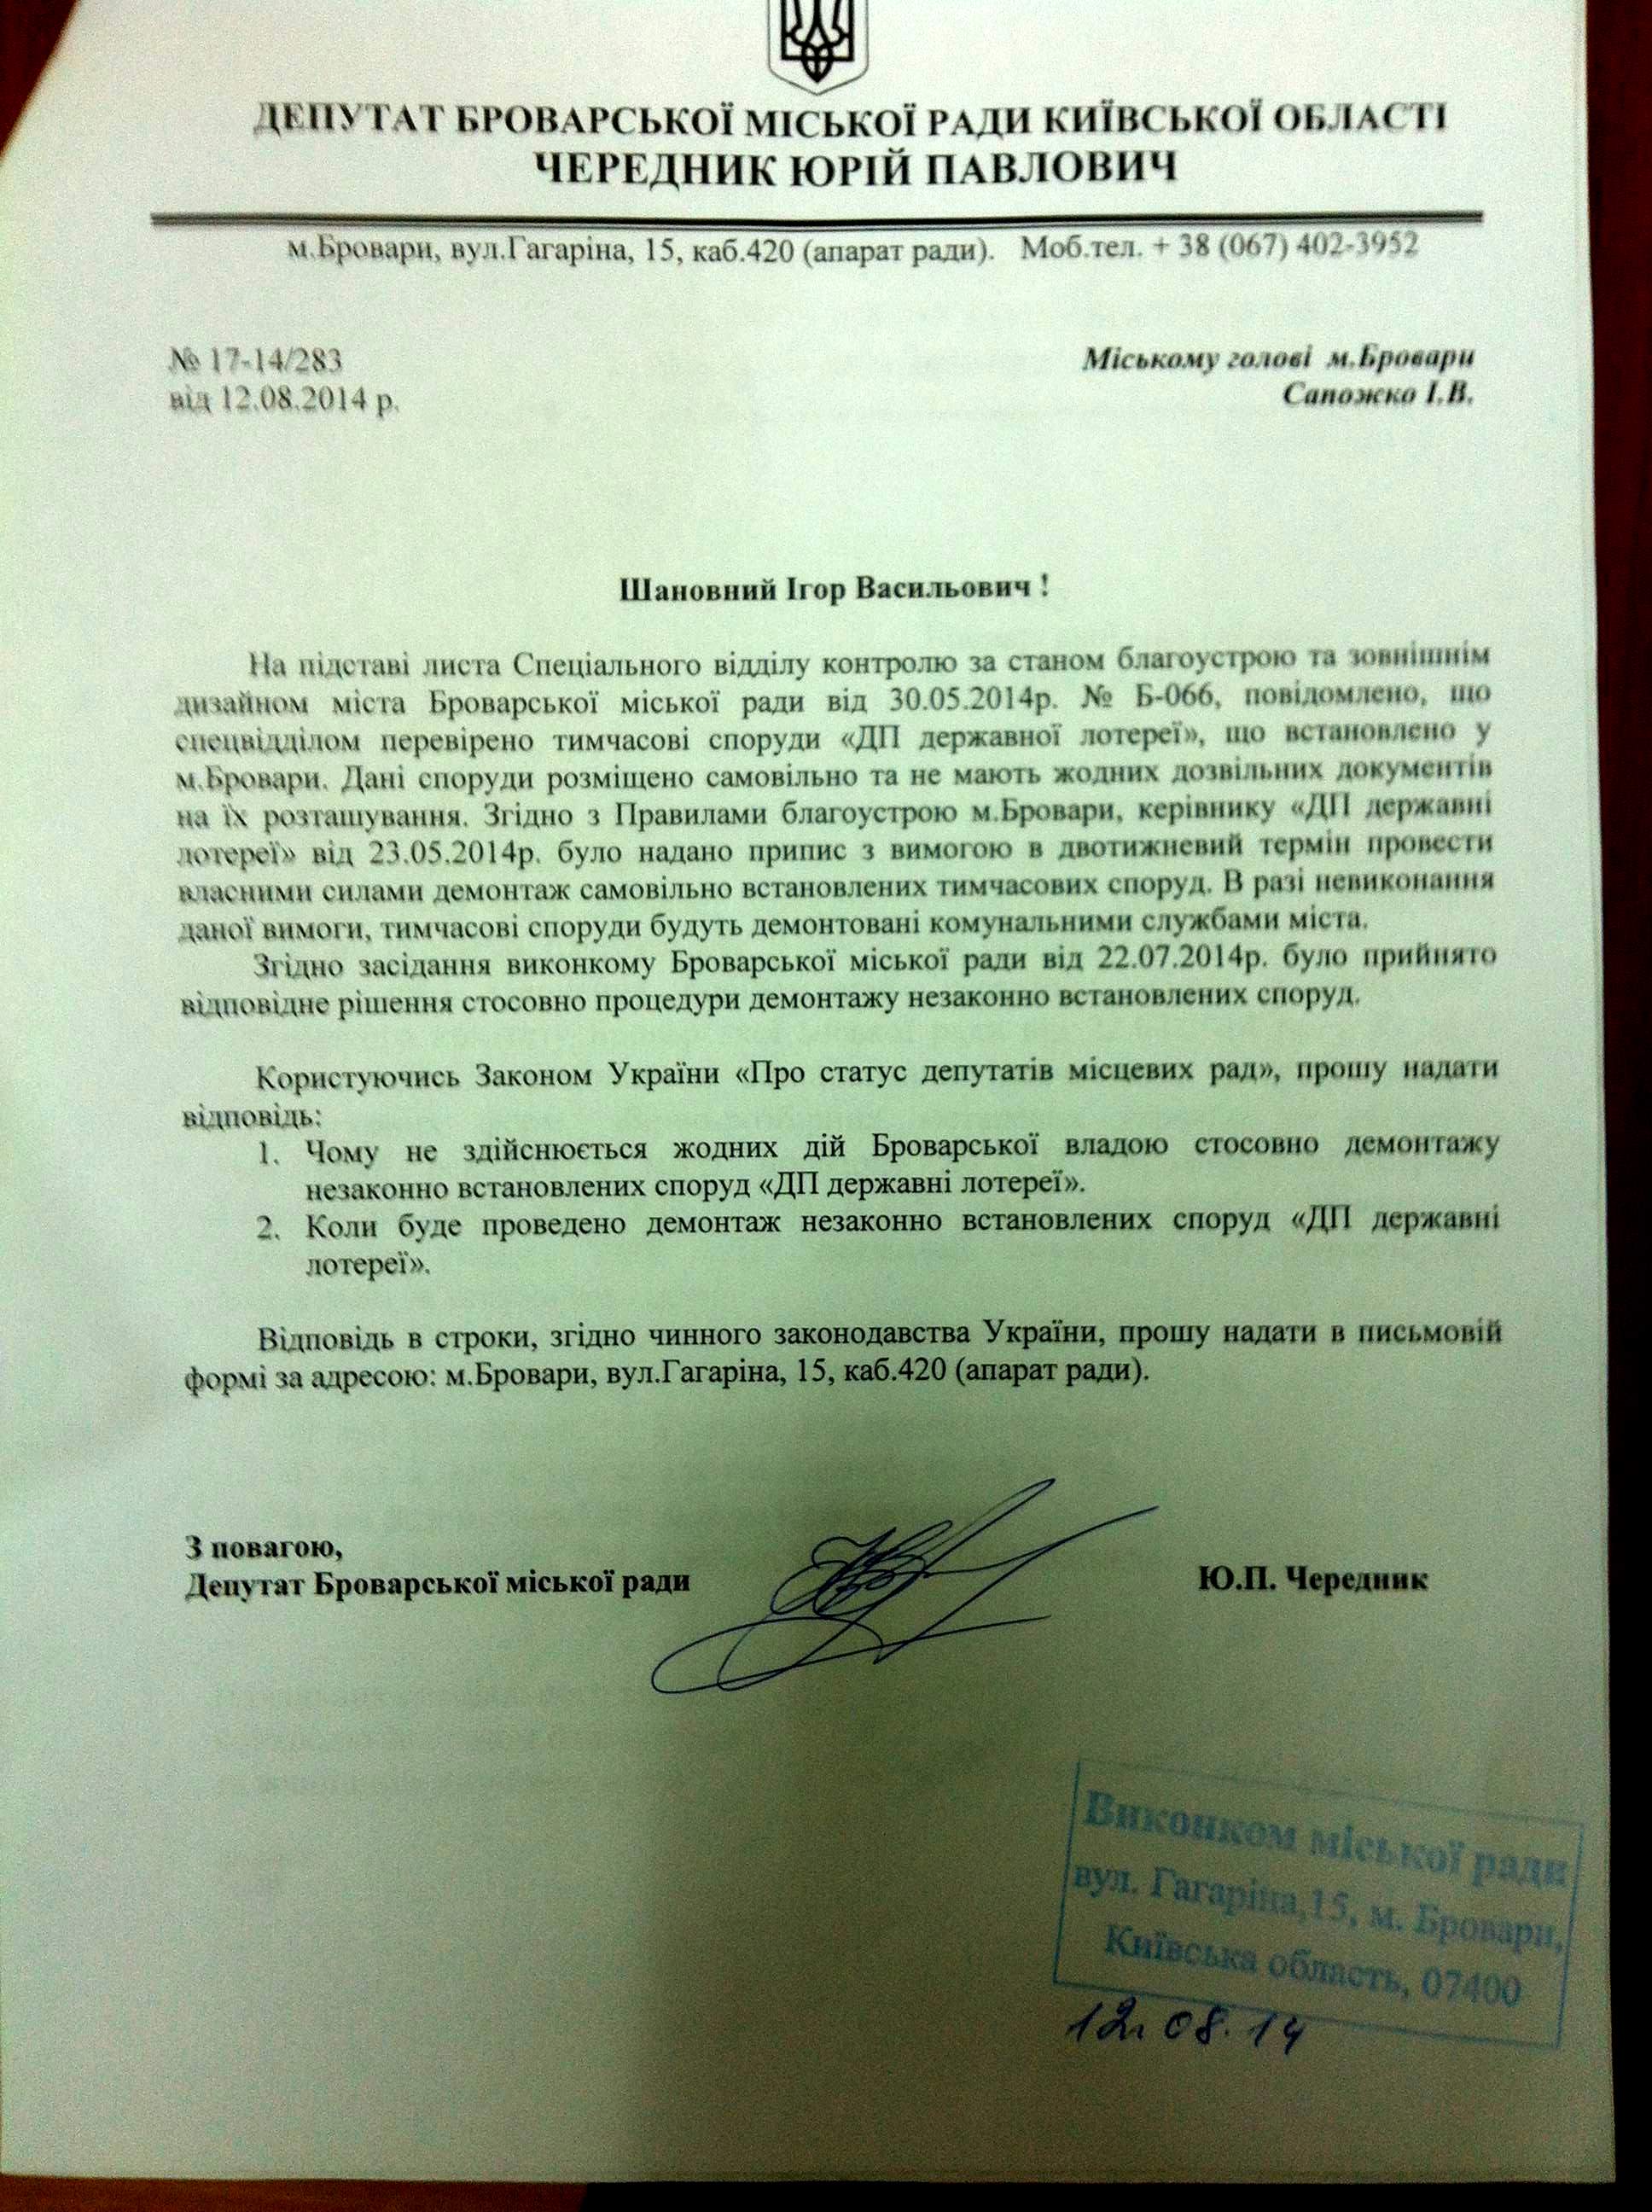 ДЕПУТАТ БРОВАРСЬКОЇ МІСЬКОЇ РАДИ КИЇВСЬКОЇ ОБЛАСТІ
ЧЕРЕДНИК ЮРІЙ ПАВЛОВИЧ
м.Бровари, вул.Гагаріна, 15, каб.420 (апарат ради). Моб.тел. + 38 (067) 402-3952
№ 17-14/283
від 12.08.2014 р.
Міському голові м.Бровари
Сапожко І.В.
Шановний Ігор Васильович !
На підставі листа Спеціального відділу контролю за станом благоустрою та зовнішнім
дизайном міста Броварської міської ради від 30.05.2014р. № Б-066, повідомлено, що
спецвідділом перевірено тимчасові споруди «ДП державної лотереї», що встановлено у
м.Бровари. Дані споруди розміщено самовільно та не мають жодних дозвільних документів
на їх розташування. Згідно з Правилами благоустрою м.Бровари, керівнику «ДП державні
лотереї» від 23.05.2014р. було надано припис з вимогою в двотижневий термін провести
власними силами демонтаж самовільно встановлених тимчасових споруд. В разі невиконання
даної вимоги, тимчасові споруди будуть демонтовані комунальними службами міста.
Згідно засідання виконкому Броварської міської ради від 22.07.2014р. було прийнято
відповідне рішення стосовно процедури демонтажу незаконно встановлених споруд.
Користуючись Законом України «Про статус депутатів місцевих рад», прошу надати
відповідь:
1. Чому не здійснюється жодних дій Броварської владою стосовно демонтажу
незаконно встановлених споруд «ДП державні лотереї».
2. Коли буде проведено демонтаж незаконно встановлених споруд «ДП державні
лотереї».
Відповідь в строки, згідно чинного законодавства України, прошу надати в письмовій
формі за адресою: м.Бровари, вул.Гагаріна, 15, каб.420 (апарат ради).
З повагою,
Депутат Броварської міської ради Ю.П. Чередник
Виконком міської ради
вул. Гагаріна,15, м. Бровари,
Київська область, 07400
12.08.14